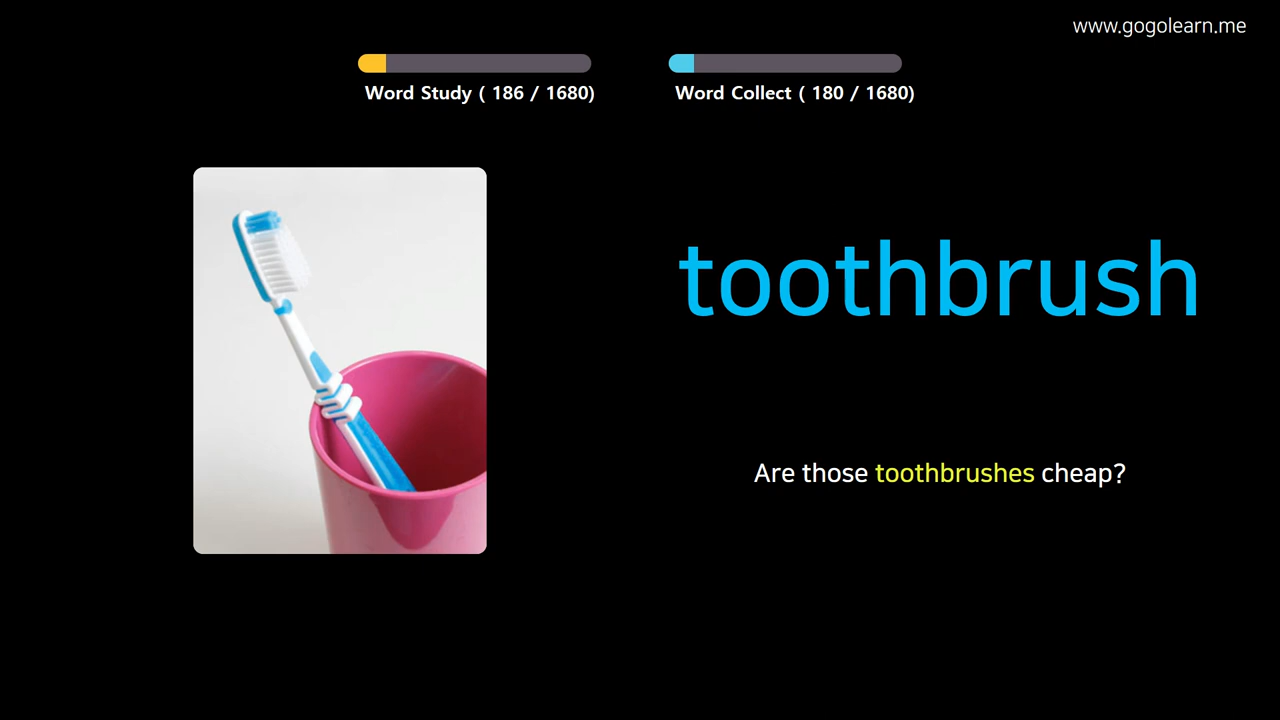 www.gogolearn.me
Word Study ( 186 / 1680)
Word Collect ( 180 / 1680)
toothbrush
Are those toothbrushes cheap?